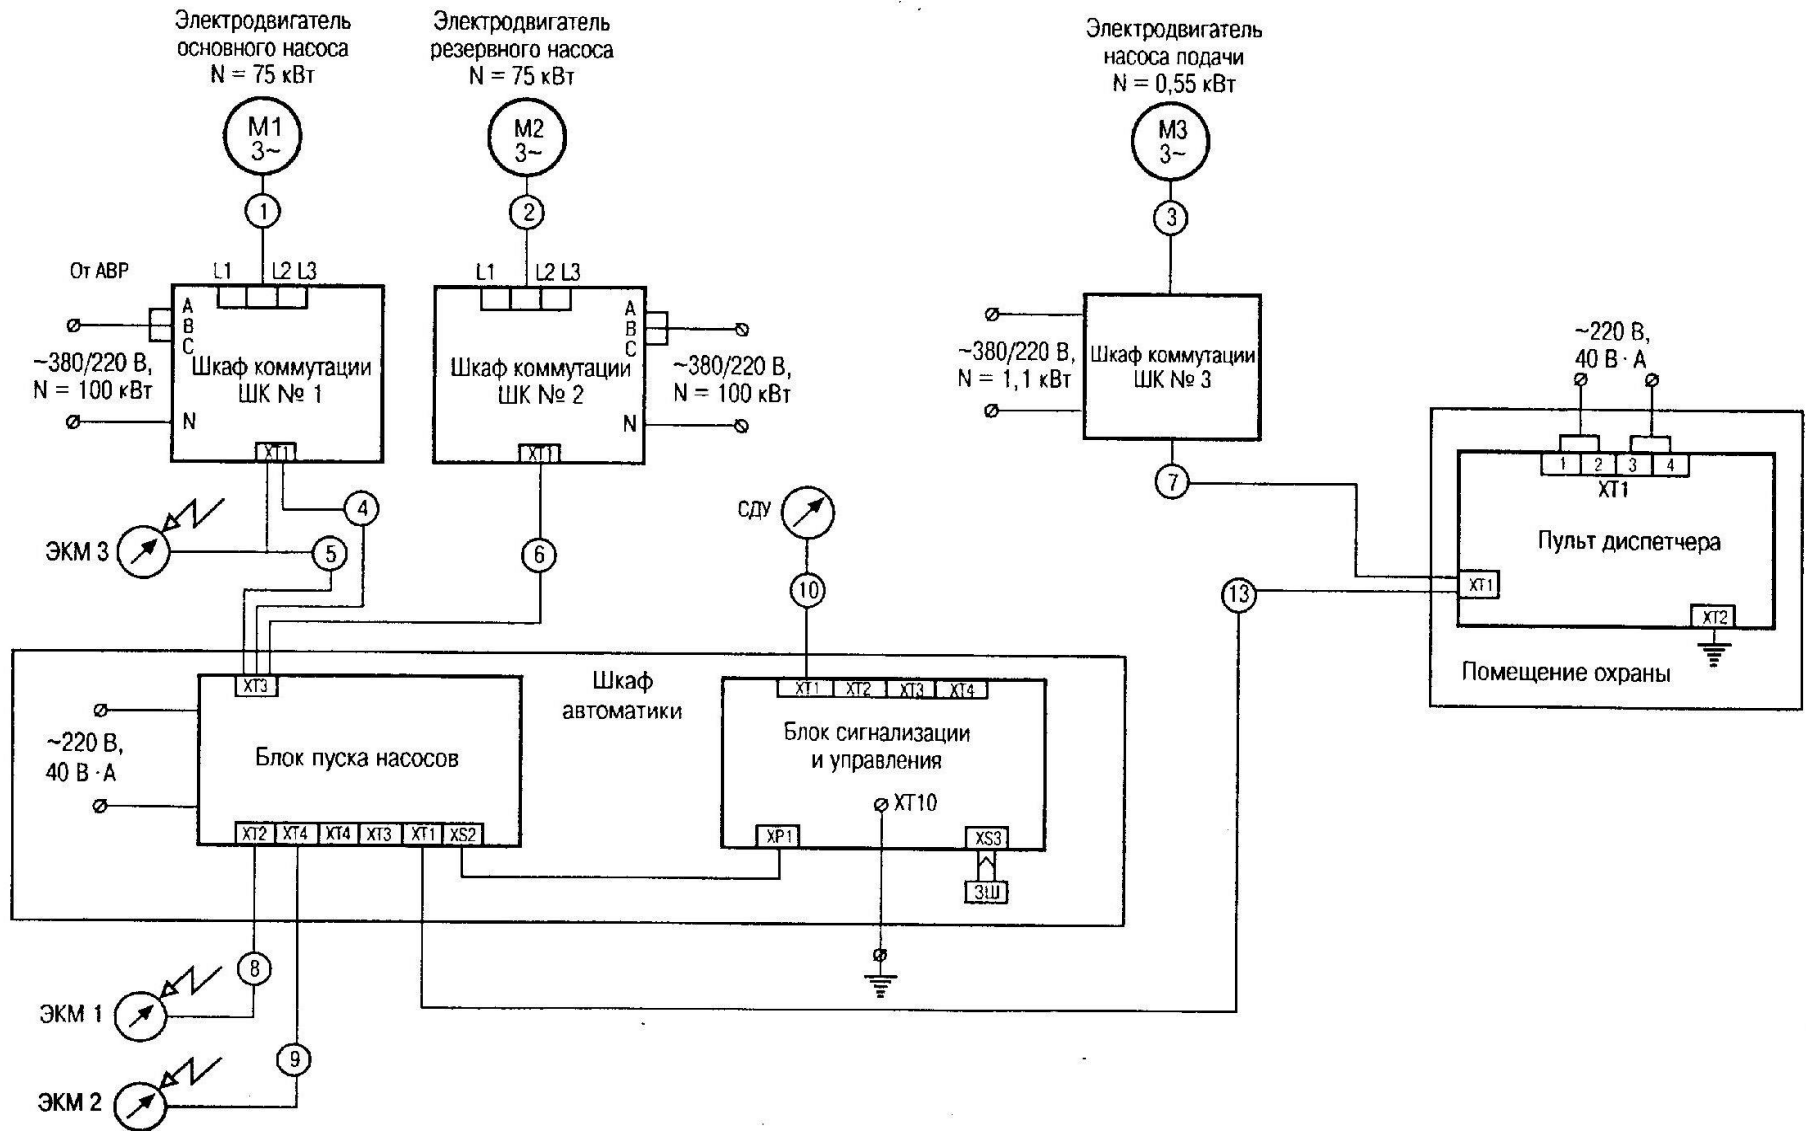 Электродвигатель
основного насоса
N = 75 кВт
Электродвигатель
резервного насоса
N = 75 кВт
Электродвигатель
насоса подачи
N = 0,55 кВт
М1
3~
М2
3~
М3
3~
1
2
3
От АВР
L1 L2 L3
L1 L2 L3
A
B
C
~380/220 В,
N = 100 кВт
N
Шкаф коммутации
ШК № 1
XT1
Шкаф коммутации
ШК № 2
A
B
C
N
XT1
~380/220 В,
N = 100 кВт
~380/220 В,
N = 1,1 кВт
Шкаф коммутации
ШК № 3
~220 В,
40 В · А
1 2 3 4
XT1
Пульт диспетчера
XT1
XT2
Помещение охраны
ЭКМ 3
4
5
6
СДУ
10
7
13
Шкаф
автоматики
XT3
~220 В,
40 В · А
Блок пуска насосов
XT2 XT4 XT4 XT3 XT1 XS2
XT1 XT2 XT3 XT4
Блок сигнализации
и управления
XT10
XP1
XS3
ЗШ
8
ЭКМ 1
9
ЭКМ 2